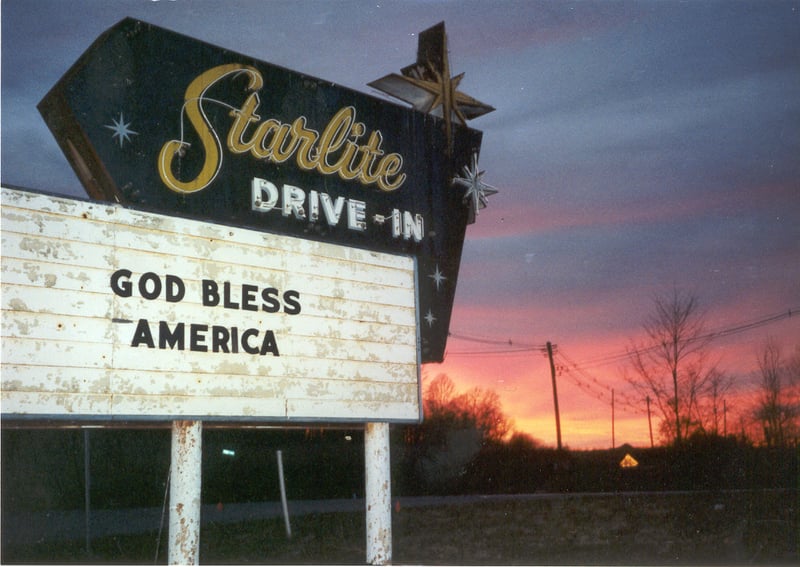 Starlite
DRIVE-IN
GOD BLESS
AMERICA